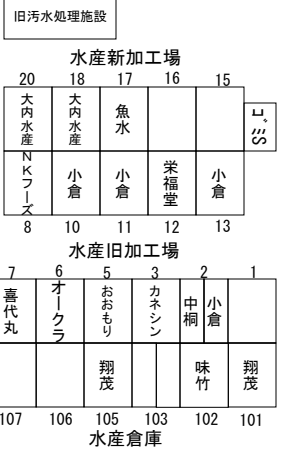 旧汚水処理施設
水産新加工場
20 18 17 16 15
大内水産 大内水産 魚水
ゴミS
NKフーズ 小倉 小倉 栄福堂 小倉
8 10 11 12 13
水産旧加工場
7 6 5 3 2 1
喜代丸 オークラ おおもり カネシン 中桐 小倉
翔茂 味竹 翔茂
107 106 105 103 102 101
水産倉庫